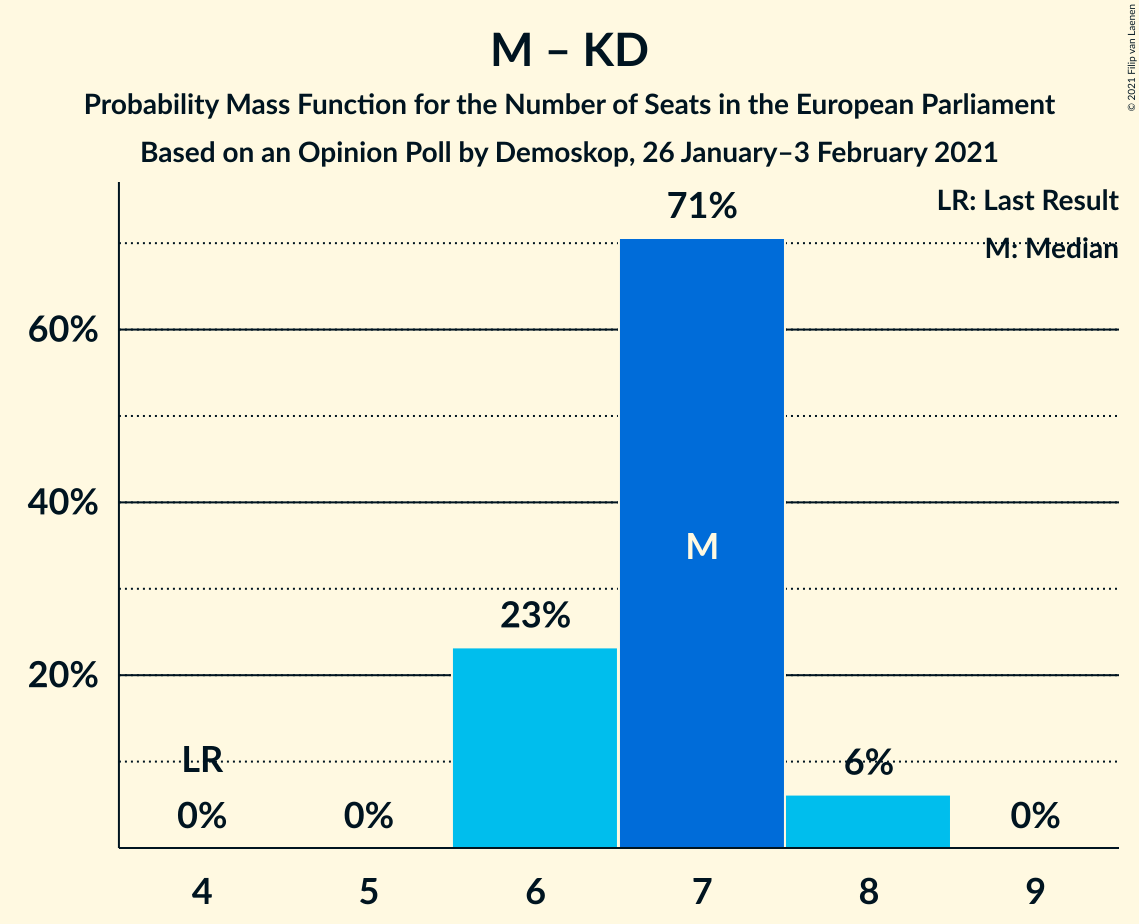 M – KD
Probability Mass Function for the Number of Seats in the European Parliament
Based on an Opinion Poll by Demoskop, 26 January–3 February 2021
© 2021 Filip van Laenen
LR: Last Result
M: Median
71%
60%
40%
M
23%
20%
LR
6%
0%
0%
0%
4
5
6
7
8
9